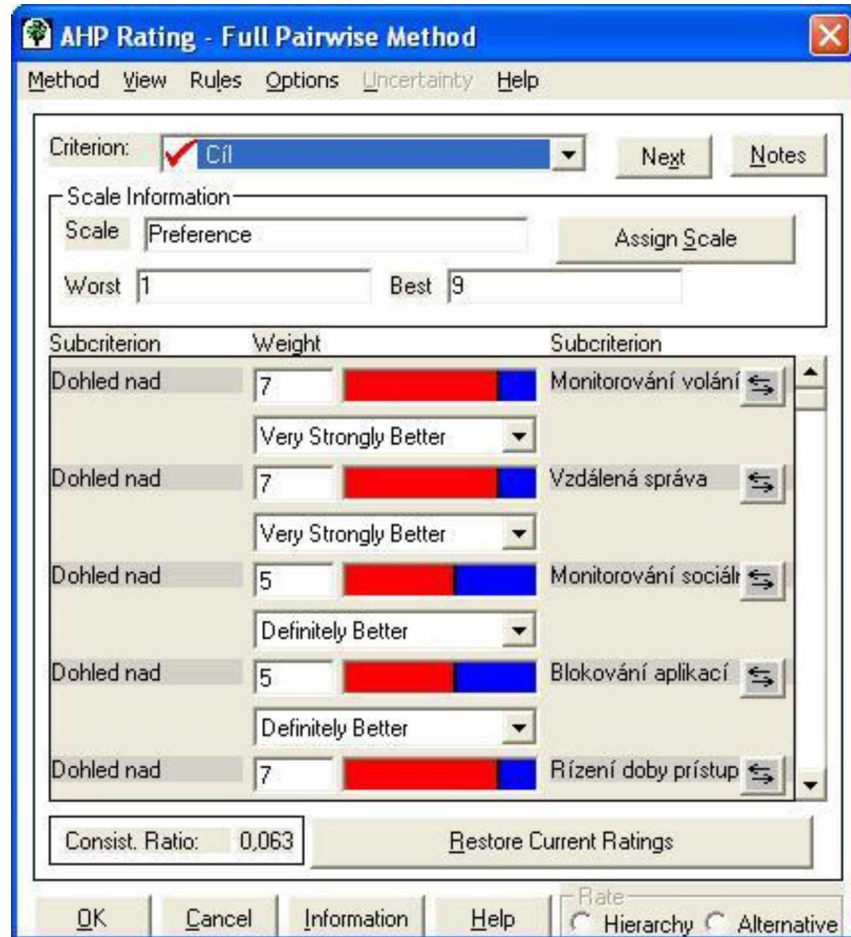 AHP Rating - Full Pairwise Method
Method View Rules Options Uncertainty Help
Criterion: Cíl Next Notes
Scale Information
Scale Preference Assign Scale
Worst 1 Best 9
Subcriterion Weight Subcriterion
Dohled nad 7 Monitorování volání
Very Strongly Better
Dohled nad 7 Vzdálená správa
Very Strongly Better
Dohled nad 5 Monitorování sociáln
Definitely Better
Dohled nad 5 Blokování aplikací
Definitely Better
Dohled nad 7 Rízení doby prístup
Consist. Ratio: 0,063 Restore Current Ratings
Rate
OK Cancel Information Help Hierarchy Alternative